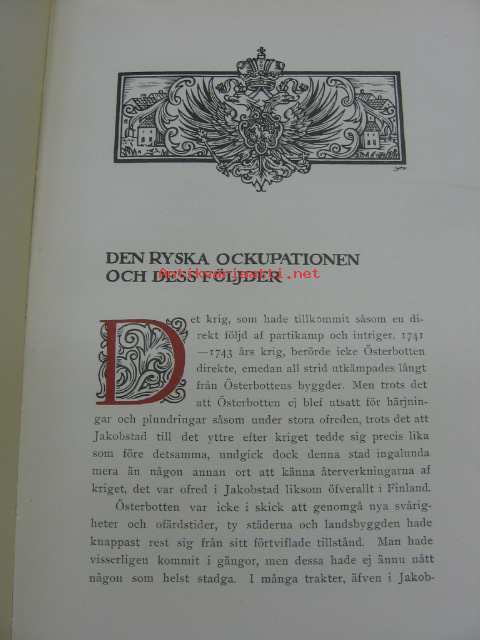 DEN RYSKA OCKUPATIONEN
OCH DESS FÖLJDER
Antikvariaatti.net
Det krig, som hade tillkommit såsom en di-
rekt följd af partikamp och intriger, 1741
—1743 års krig, berörde icke Österbotten
direkte, emedan all strid utkämpades långt
från Österbottens bygder. Men trots det
att Österbotten ej blef utsatt för härjnin-
gar och plundringar såsom under stora ofreden, trots det att
Jakobstad till det yttre efter kriget tedde sig precis lika
som före detsamma, undgick dock denna stad ingalunda
mera än någon annan ort att känna återverkningarna af
kriget, det var ofred i Jakobstad liksom öfverallt i Finland.
Österbotten var icke i skick att genomgå nya svårig-
heter och ofärdstider, ty städerna och landsbygden hade
knappast rest sig från sitt förtviflade tillstånd. Man hade
visserligen kommit i gångor, men dessa hade ej ännu nått
någon som helst stadga. I många trakter, äfven i Jakob-